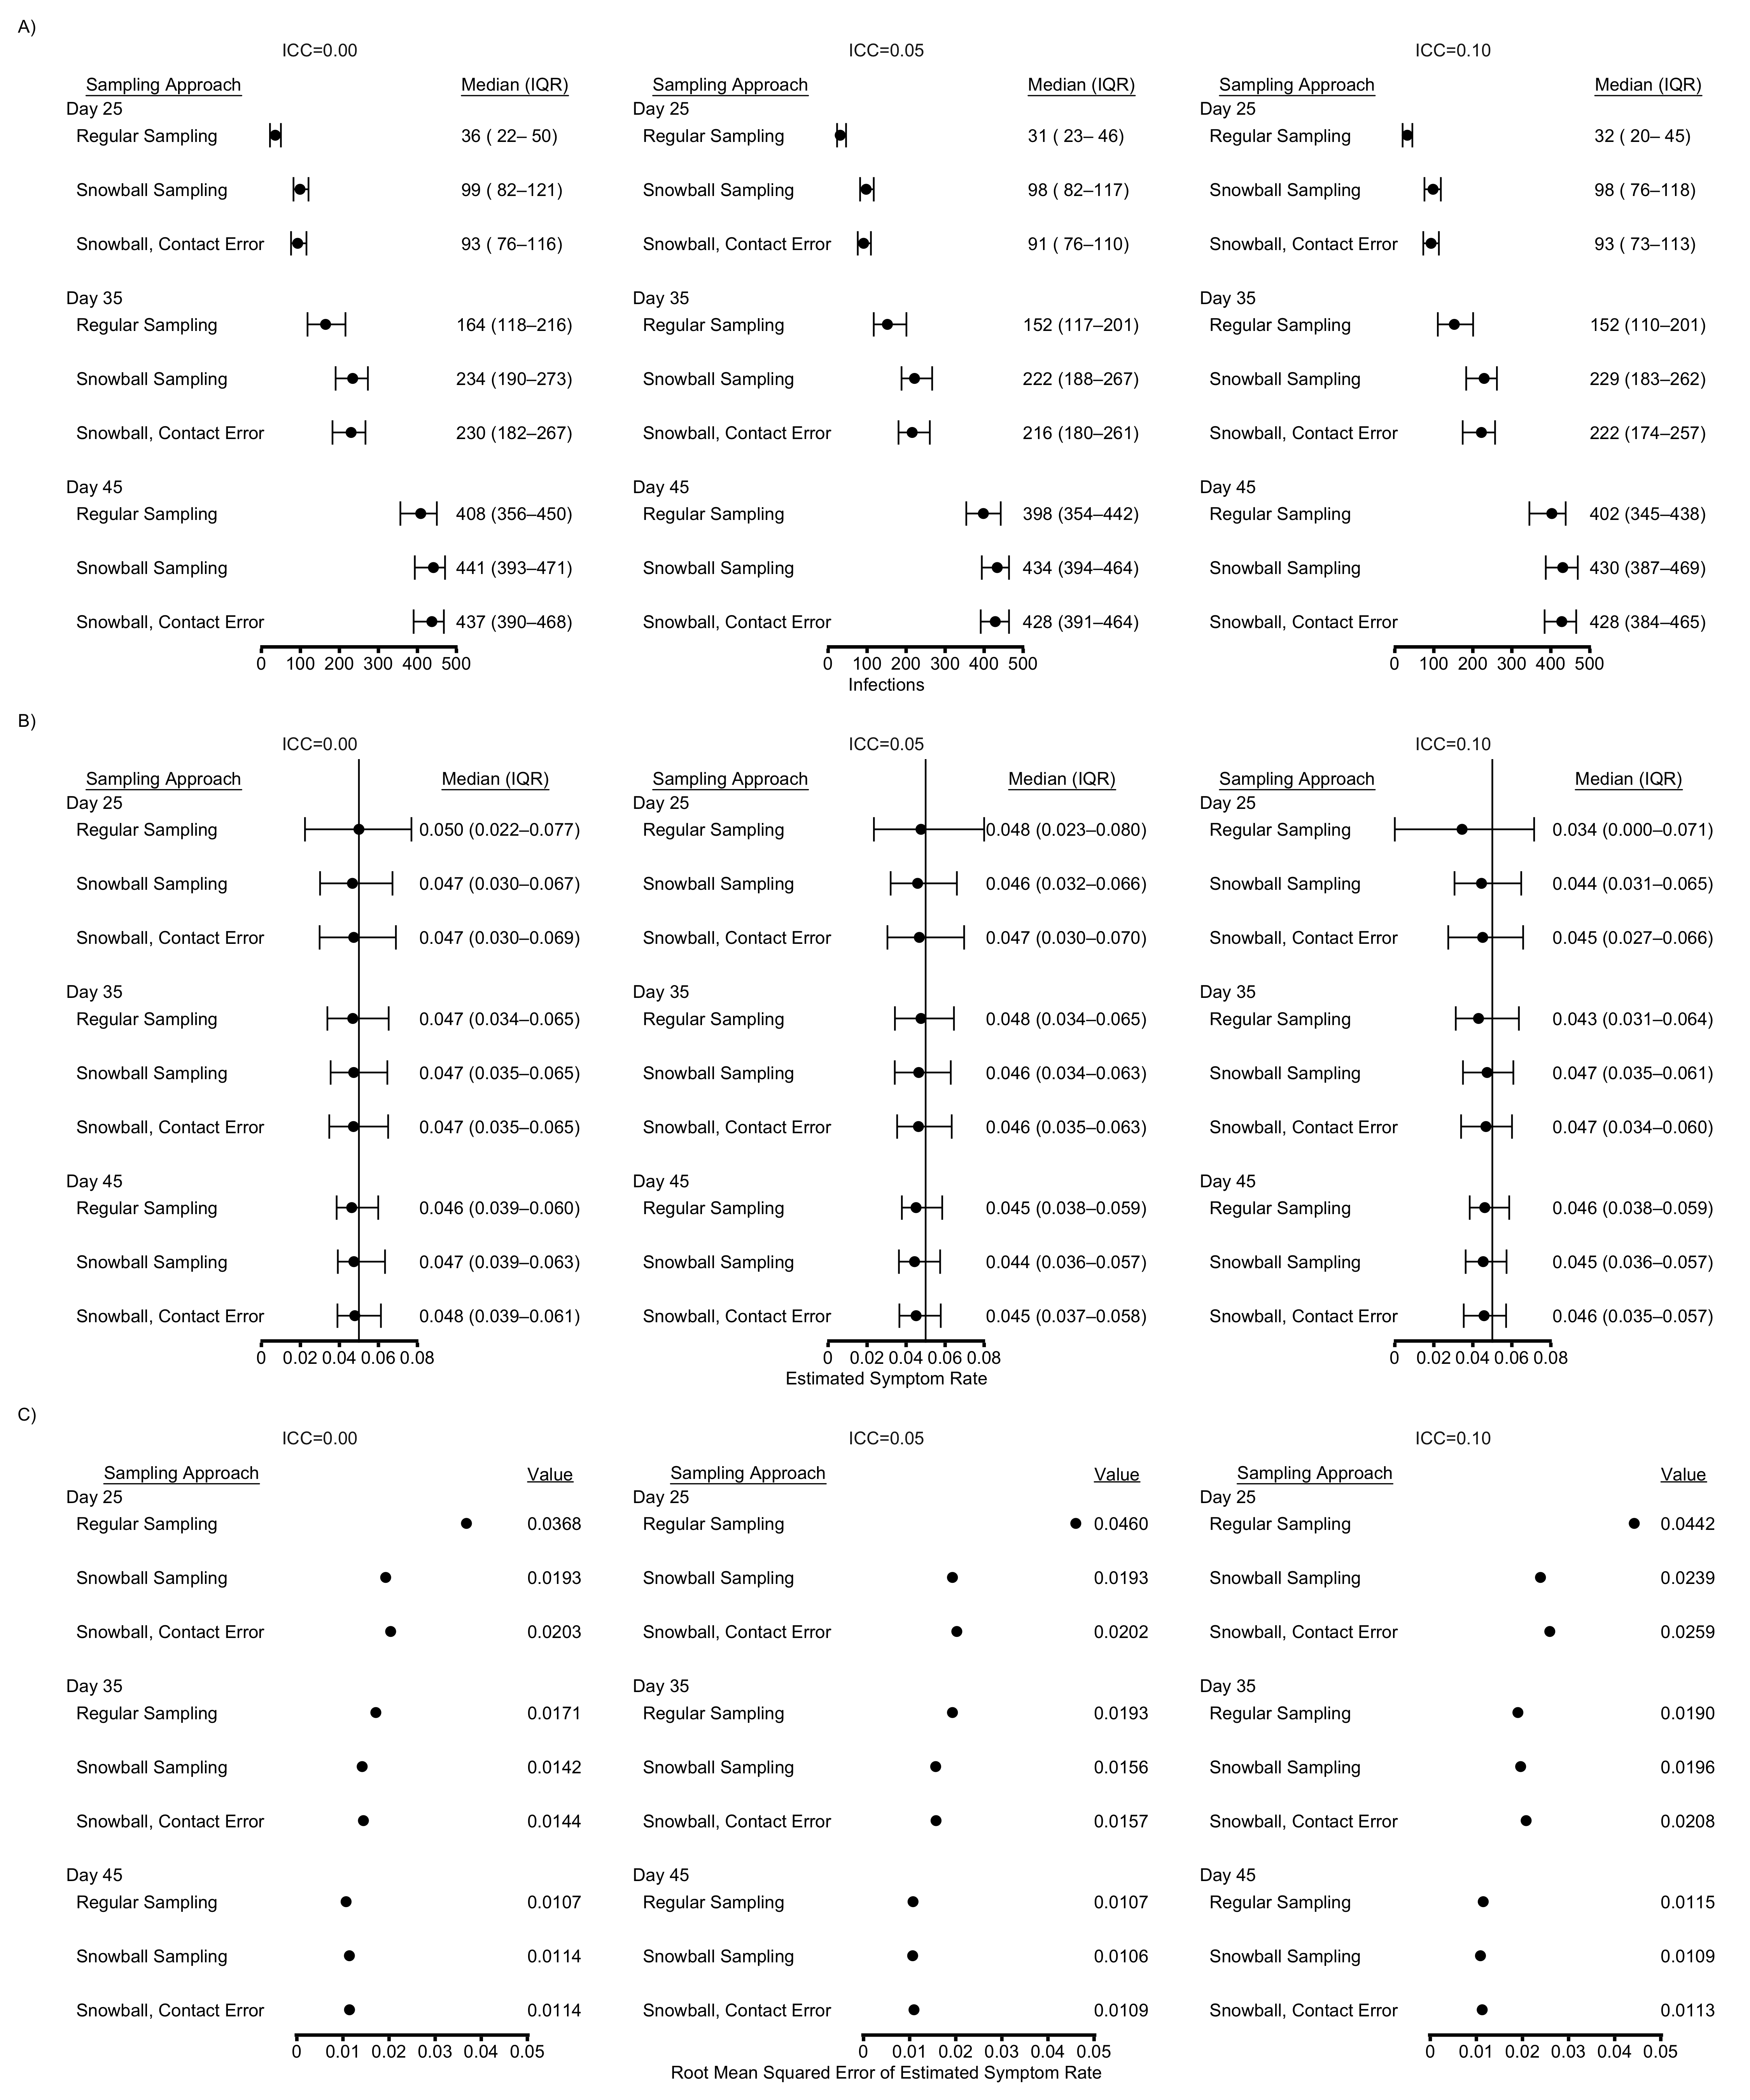 A)
ICC=0.00 ICC=0.05 ICC=0.10
Sampling Approach Median (IQR) Sampling Approach Median (IQR) Sampling Approach Median (IQR)
Day 25 Day 25 Day 25
Regular Sampling 36 ( 22– 50) Regular Sampling 31 ( 23– 46) Regular Sampling 32 ( 20– 45)
Snowball Sampling 99 ( 82–121) Snowball Sampling 98 ( 82–117) Snowball Sampling 98 ( 76–118)
Snowball, Contact Error 93 ( 76–116) Snowball, Contact Error 91 ( 76–110) Snowball, Contact Error 93 ( 73–113)
Day 35 Day 35 Day 35
Regular Sampling 164 (118–216) Regular Sampling 152 (117–201) Regular Sampling 152 (110–201)
Snowball Sampling 234 (190–273) Snowball Sampling 222 (188–267) Snowball Sampling 229 (183–262)
Snowball, Contact Error 230 (182–267) Snowball, Contact Error 216 (180–261) Snowball, Contact Error 222 (174–257)
Day 45 Day 45 Day 45
Regular Sampling 408 (356–450) Regular Sampling 398 (354–442) Regular Sampling 402 (345–438)
Snowball Sampling 441 (393–471) Snowball Sampling 434 (394–464) Snowball Sampling 430 (387–469)
Snowball, Contact Error 437 (390–468) Snowball, Contact Error 428 (391–464) Snowball, Contact Error 428 (384–465)
0 100 200 300 400 500 0 100 200 300 400 500 0 100 200 300 400 500
Infections
B)
ICC=0.00 ICC=0.05 ICC=0.10
Sampling Approach Median (IQR) Sampling Approach Median (IQR) Sampling Approach Median (IQR)
Day 25 Day 25 Day 25
Regular Sampling 0.050 (0.022–0.077) Regular Sampling 0.048 (0.023–0.080) Regular Sampling 0.034 (0.000–0.071)
Snowball Sampling 0.047 (0.030–0.067) Snowball Sampling 0.046 (0.032–0.066) Snowball Sampling 0.044 (0.031–0.065)
Snowball, Contact Error 0.047 (0.030–0.069) Snowball, Contact Error 0.047 (0.030–0.070) Snowball, Contact Error 0.045 (0.027–0.066)
Day 35 Day 35 Day 35
Regular Sampling 0.047 (0.034–0.065) Regular Sampling 0.048 (0.034–0.065) Regular Sampling 0.043 (0.031–0.064)
Snowball Sampling 0.047 (0.035–0.065) Snowball Sampling 0.046 (0.034–0.063) Snowball Sampling 0.047 (0.035–0.061)
Snowball, Contact Error 0.047 (0.035–0.065) Snowball, Contact Error 0.046 (0.035–0.063) Snowball, Contact Error 0.047 (0.034–0.060)
Day 45 Day 45 Day 45
Regular Sampling 0.046 (0.039–0.060) Regular Sampling 0.045 (0.038–0.059) Regular Sampling 0.046 (0.038–0.059)
Snowball Sampling 0.047 (0.039–0.063) Snowball Sampling 0.044 (0.036–0.057) Snowball Sampling 0.045 (0.036–0.057)
Snowball, Contact Error 0.048 (0.039–0.061) Snowball, Contact Error 0.045 (0.037–0.058) Snowball, Contact Error 0.046 (0.035–0.057)
0 0.02 0.04 0.06 0.08 0 0.02 0.04 0.06 0.08 0 0.02 0.04 0.06 0.08
Estimated Symptom Rate
C)
ICC=0.00 ICC=0.05 ICC=0.10
Sampling Approach Value Sampling Approach Value Sampling Approach Value
Day 25 Day 25 Day 25
Regular Sampling 0.0368 Regular Sampling 0.0460 Regular Sampling 0.0442
Snowball Sampling 0.0193 Snowball Sampling 0.0193 Snowball Sampling 0.0239
Snowball, Contact Error 0.0203 Snowball, Contact Error 0.0202 Snowball, Contact Error 0.0259
Day 35 Day 35 Day 35
Regular Sampling 0.0171 Regular Sampling 0.0193 Regular Sampling 0.0190
Snowball Sampling 0.0142 Snowball Sampling 0.0156 Snowball Sampling 0.0196
Snowball, Contact Error 0.0144 Snowball, Contact Error 0.0157 Snowball, Contact Error 0.0208
Day 45 Day 45 Day 45
Regular Sampling 0.0107 Regular Sampling 0.0107 Regular Sampling 0.0115
Snowball Sampling 0.0114 Snowball Sampling 0.0106 Snowball Sampling 0.0109
Snowball, Contact Error 0.0114 Snowball, Contact Error 0.0109 Snowball, Contact Error 0.0113
0 0.01 0.02 0.03 0.04 0.05 0 0.01 0.02 0.03 0.04 0.05 0 0.01 0.02 0.03 0.04 0.05
Root Mean Squared Error of Estimated Symptom Rate